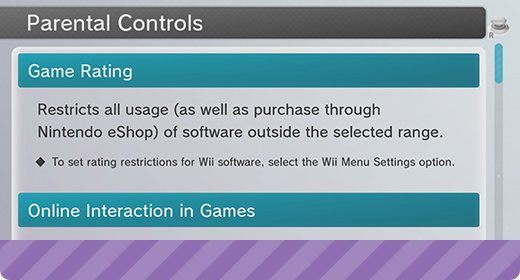 Parental Controls
R
Game Rating
Restricts all usage (as well as purchase through
Nintendo eShop) of software outside the selected range.
◆ To set rating restrictions for Wii software, select the Wii Menu Settings option.
Online Interaction in Games